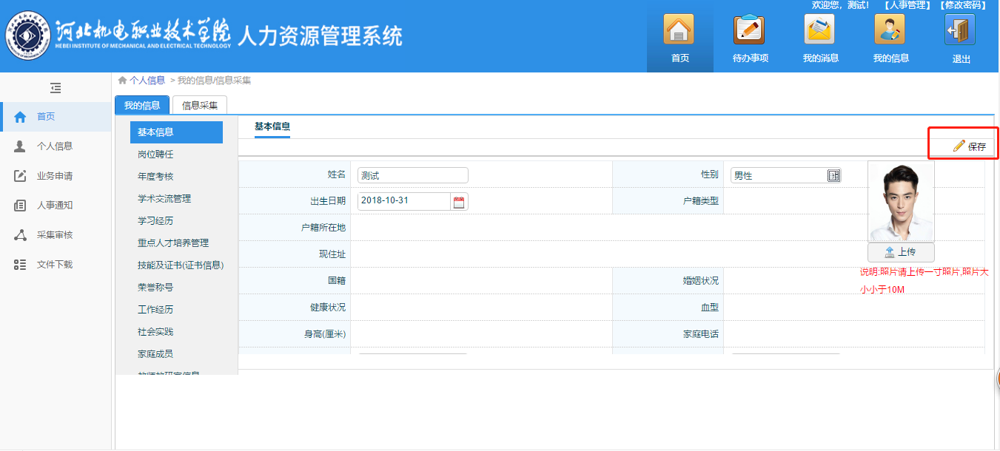 欢迎您，测试! 【人事管理】【修改密码】
河北机电职业技术学院
HEBEI INSTITUTE OF MECHANICAL AND ELECTRICAL TECHNOLOGY
人力资源管理系统
首页
待办事项
我的消息
我的信息
退出
首页
个人信息
业务申请
人事通知
采集审核
文件下载
个人信息 > 我的信息/信息采集
我的信息
信息采集
基本信息
岗位聘任
年度考核
学术交流管理
学习经历
重点人才培养管理
技能及证书(证书信息)
荣誉称号
工作经历
社会实践
家庭成员
基本信息
保存
姓名 测试 性别 男性
出生日期 2018-10-31 户籍类型
户籍所在地
现住址
国籍 婚姻状况
健康状况 血型
身高(厘米) 家庭电话
上传
说明:照片请上传一寸照片,照片大
小小于10M